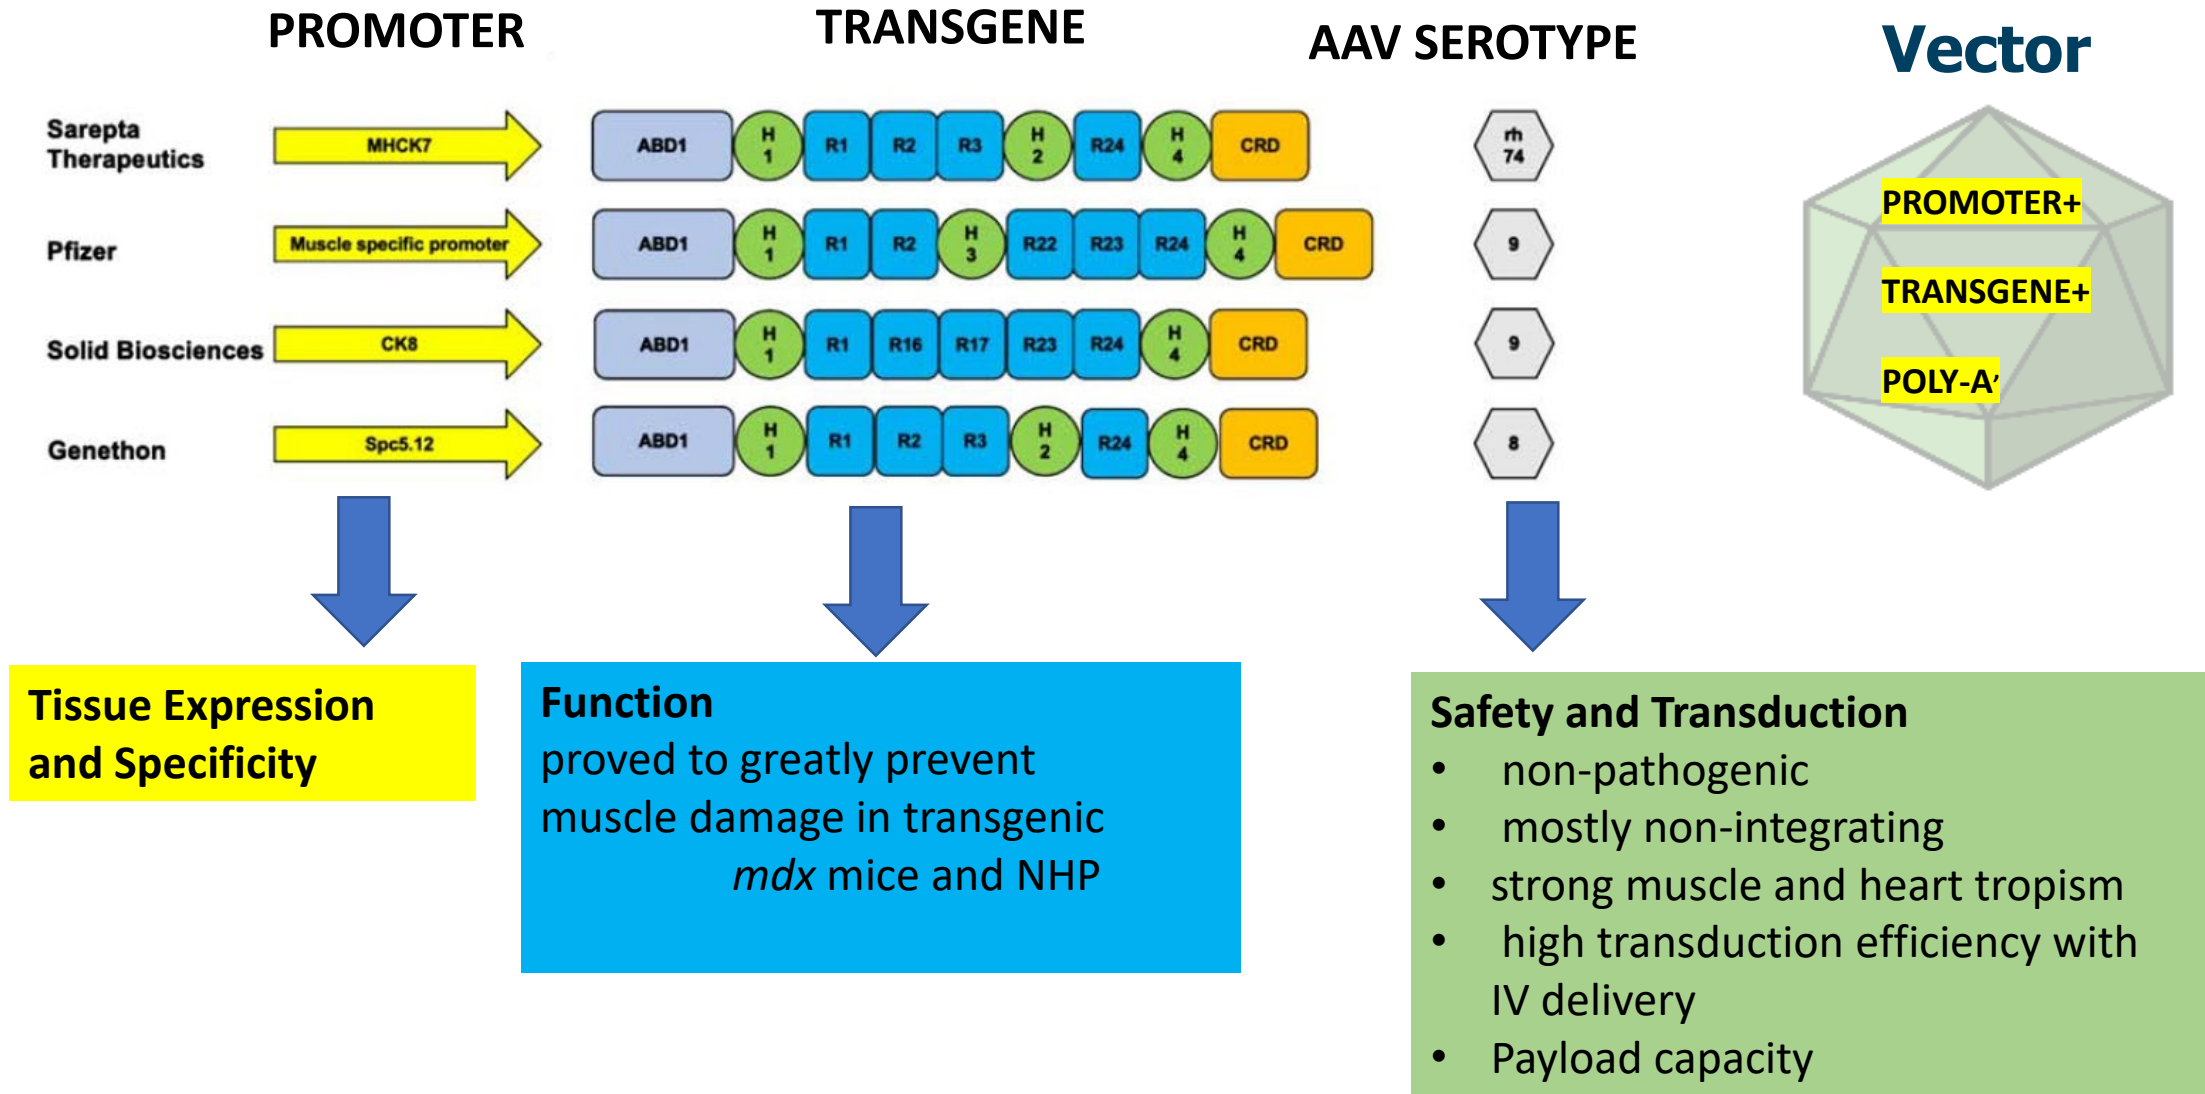 PROMOTER
TRANSGENE
AAV SEROTYPE
Vector
Sarepta
Therapeutics
MHCK7
ABD1
H
1
R1
R2
R3
H
2
R24
H
4
CRD
rh
74
Pfizer
Muscle specific promoter
ABD1
H
1
R1
R2
H
3
R22
R23
R24
H
4
CRD
9
Solid Biosciences
CK8
ABD1
H
1
R1
R16
R17
R23
R24
H
4
CRD
9
Genethon
Spc5.12
ABD1
H
1
R1
R2
R3
H
2
R24
H
4
CRD
8
PROMOTER+
TRANSGENE+
POLY-A’
Tissue Expression
and Specificity
Function
proved to greatly prevent
muscle damage in transgenic
mdx mice and NHP
Safety and Transduction
• non-pathogenic
• mostly non-integrating
• strong muscle and heart tropism
• high transduction efficiency with
IV delivery
• Payload capacity